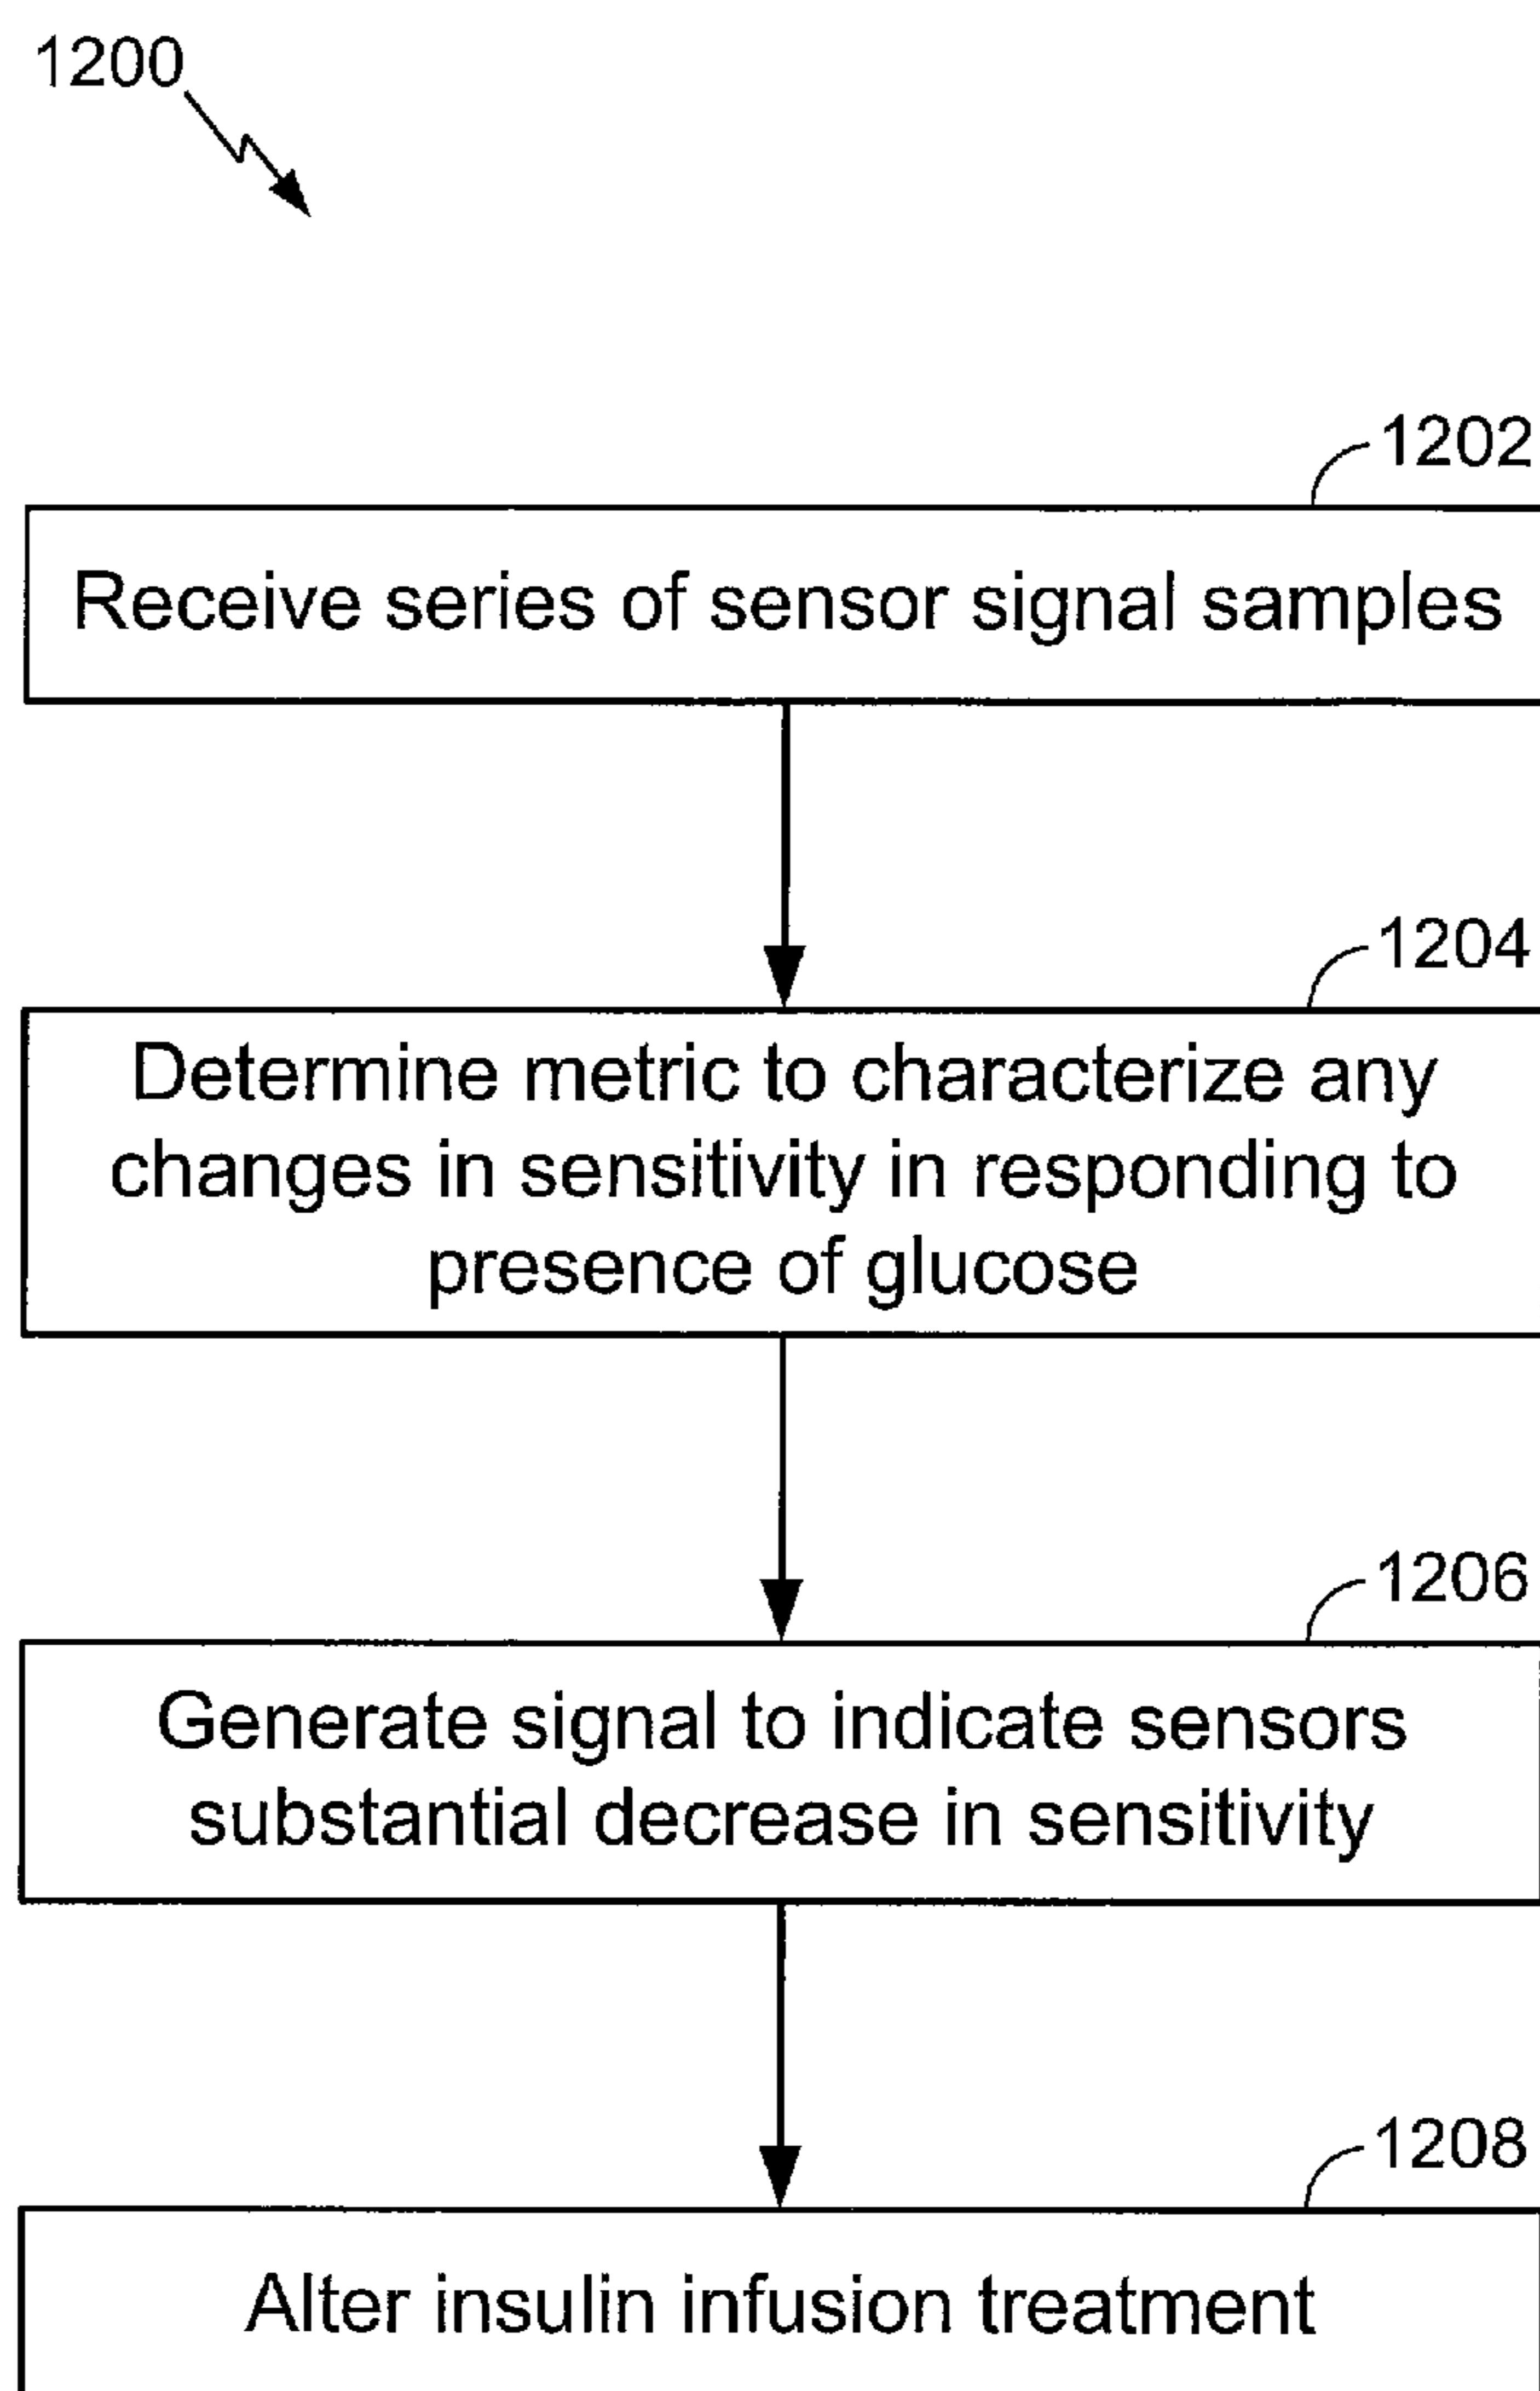 1200
1202
Receive series of sensor signal samples
1204
Determine metric to characterize any
changes in sensitivity in responding to
presence of glucose
1206
Generate signal to indicate sensors
substantial decrease in sensitivity
1208
Alter insulin infusion treatment